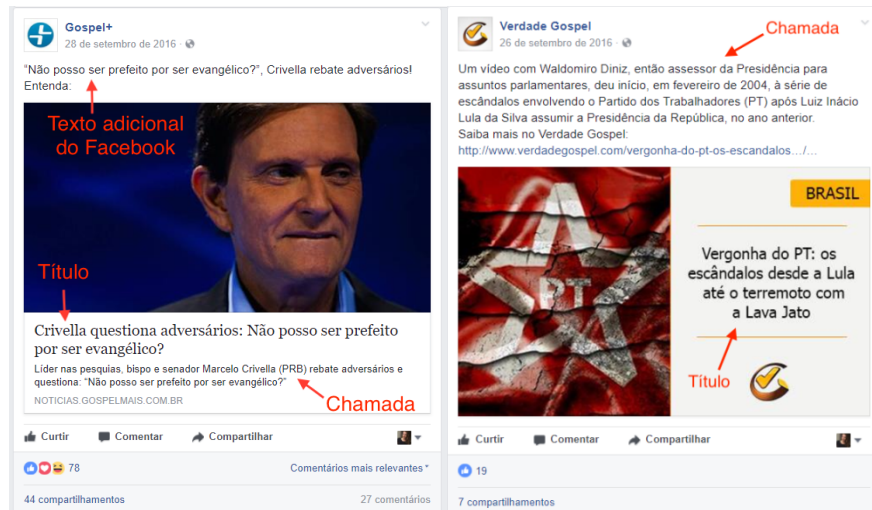 Gospel+
28 de setembro de 2016 ·
"Não posso ser prefeito por ser evangélico?", Crivella rebate adversários!
Entenda:
Texto adicional
do Facebook
Título
Crivella questiona adversários: Não posso ser prefeito
por ser evangélico?
Líder nas pesquias, bispo e senador Marcelo Crivella (PRB) rebate adversários e
questiona: "Não posso ser prefeito por ser evangélico?"
NOTICIAS.GOSPELMAIS.COM.BR
Chamada
Curtir Comentar Compartilhar
78 Comentários mais relevantes
44 compartilhamentos 27 comentários
Verdade Gospel
26 de setembro de 2016 ·
Chamada
Um vídeo com Waldomiro Diniz, então assessor da Presidência para
assuntos parlamentares, deu início, em fevereiro de 2004, à série de
escândalos envolvendo o Partido dos Trabalhadores (PT) após Luiz Inácio
Lula da Silva assumir a Presidência da República, no ano anterior.
Saiba mais no Verdade Gospel:
http://www.verdadegospel.com/vergonha-do-pt-os-escandalos.../...
BRASIL
PT
Vergonha do PT: os
escândalos desde a Lula
até o terremoto com
a Lava Jato
Título
Curtir Comentar Compartilhar
19
7 compartilhamentos